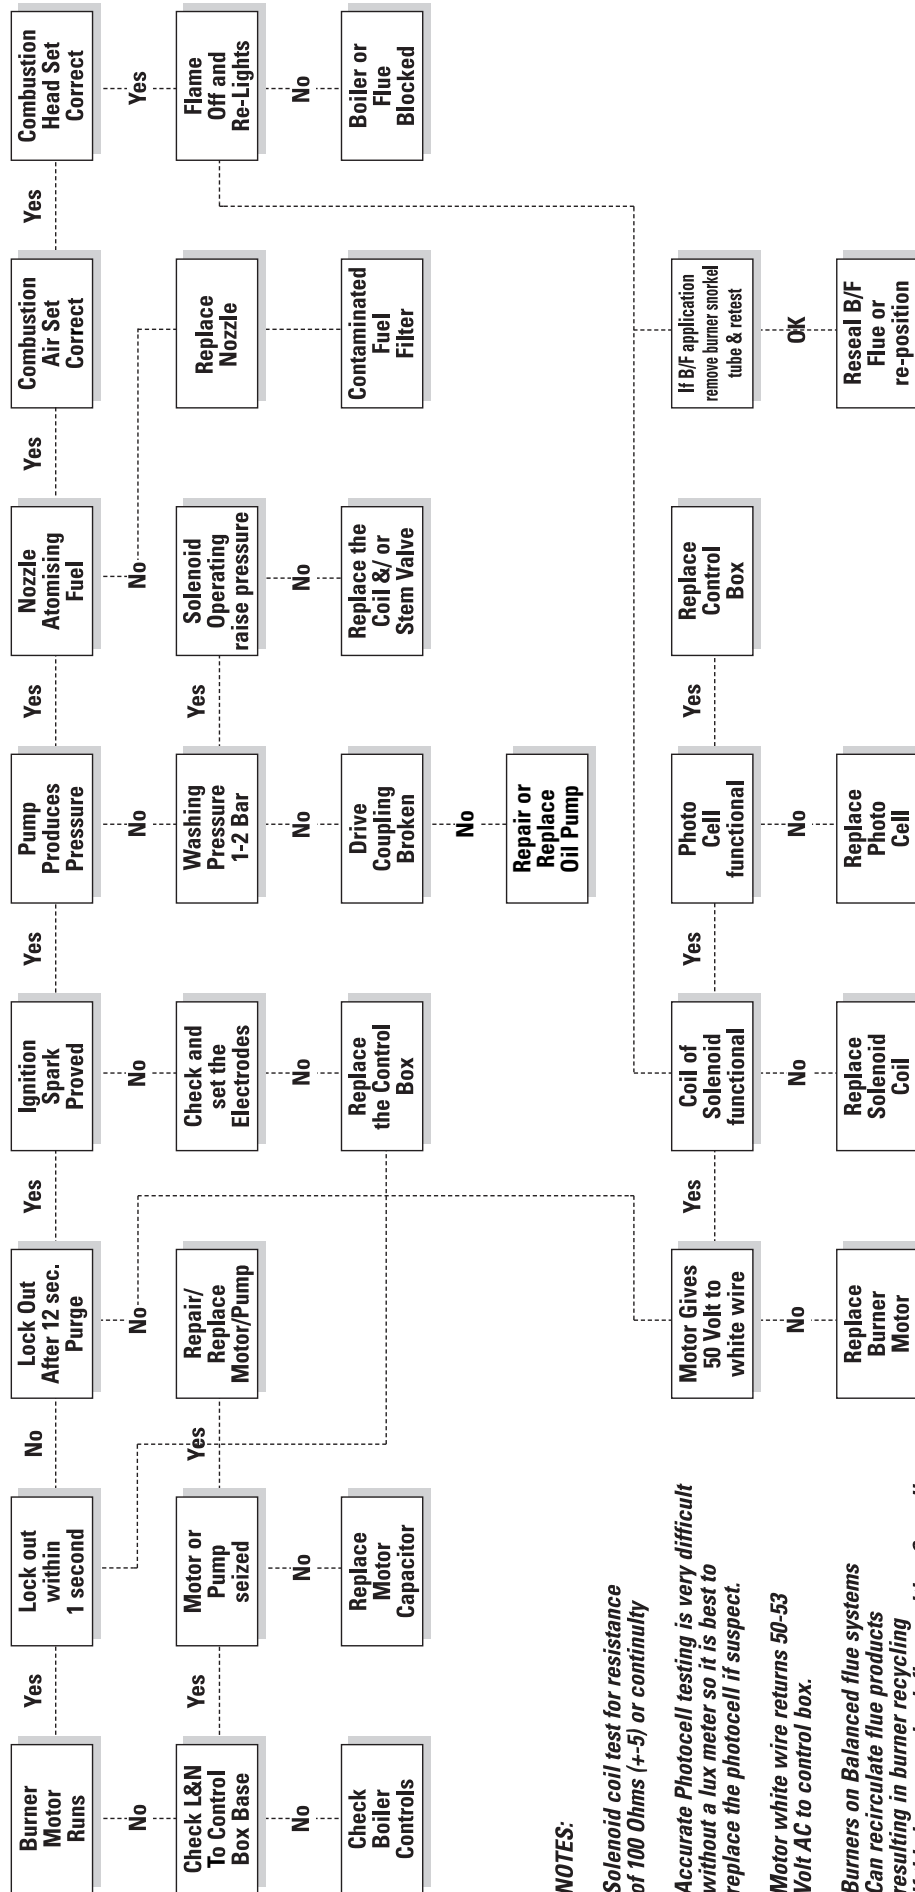 Burner
Motor
Runs
Yes
Lock out
within
1 second
No
Lock Out
After 12 sec.
Purge
Yes
Ignition
Spark
Proved
Yes
Pump
Produces
Pressure
Yes
Nozzle
Atomising
Fuel
Yes
Combustion
Air Set
Correct
Yes
Combustion
Head Set
Correct
No
No
No
No
No
Yes
Check L&N
To Control
Box Base
Yes
Motor or
Pump
seized
Yes
Repair/
Replace
Motor/Pump
Check and
set the
Electrodes
Washing
Pressure
1-2 Bar
Yes
Solenoid
Operating
raise pressure
Replace
Nozzle
Flame
Off and
Re-Lights
No
No
No
No
No
No
Check
Boiler
Controls
Replace
Motor
Capacitor
Replace
the Control
Box
Drive
Coupling
Broken
Replace the
Coil &/ or
Stem Valve
Contaminated
Fuel
Filter
Boiler or
Flue
Blocked
No
Repair or
Replace
Oil Pump
Motor Gives
50 Volt to
white wire
Yes
Coil of
Solenoid
functional
Yes
Photo
Cell
functional
Yes
Replace
Control
Box
If B/F application
remove burner snorkel
tube & retest
No
No
No
OK
Replace
Burner
Motor
Replace
Solenoid
Coil
Replace
Photo
Cell
Reseal B/F
Flue or
re-position
NOTES:
Solenoid coil test for resistance
of 100 Ohms (+-5) or continulty
Accurate Photocell testing is very difficult
without a lux meter so it is best to
replace the photocell if suspect.
Motor white wire returns 50-53
Volt AC to control box.
Burners on Balanced flue systems
Can recirculate flue products
resulting in burner recycling